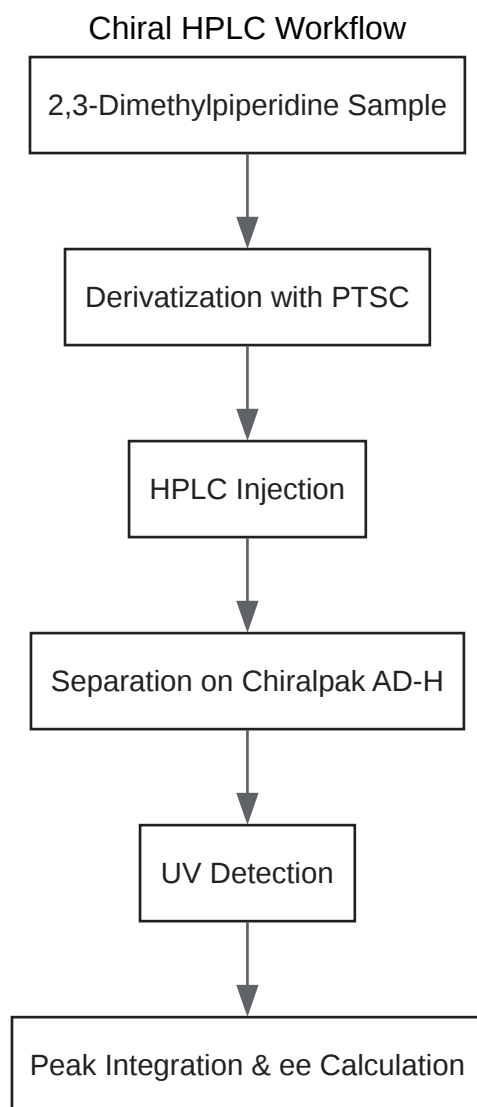 Chiral HPLC Workflow
2,3-Dimethylpiperidine Sample
Derivatization with PTSC
HPLC Injection
Separation on Chiralpak AD-H
UV Detection
Peak Integration & ee Calculation